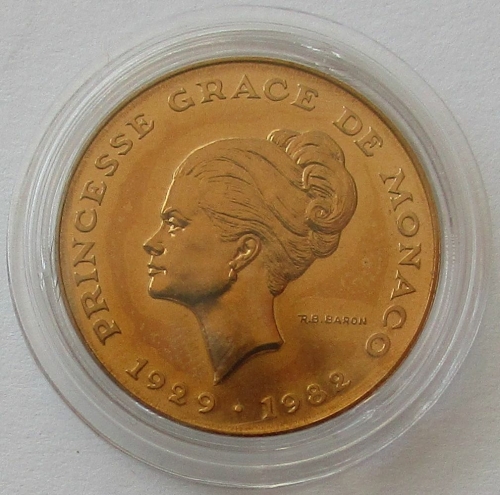 PRINCESSE GRACE DE MONACO
R.B. BARON
1929 · 1982